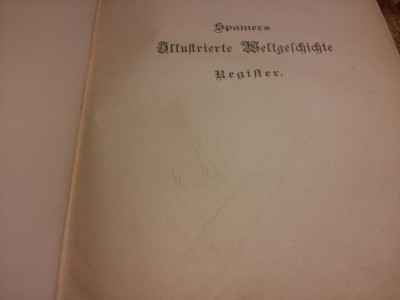 Spamers
Illustrierte Weltgeschichte
Register.